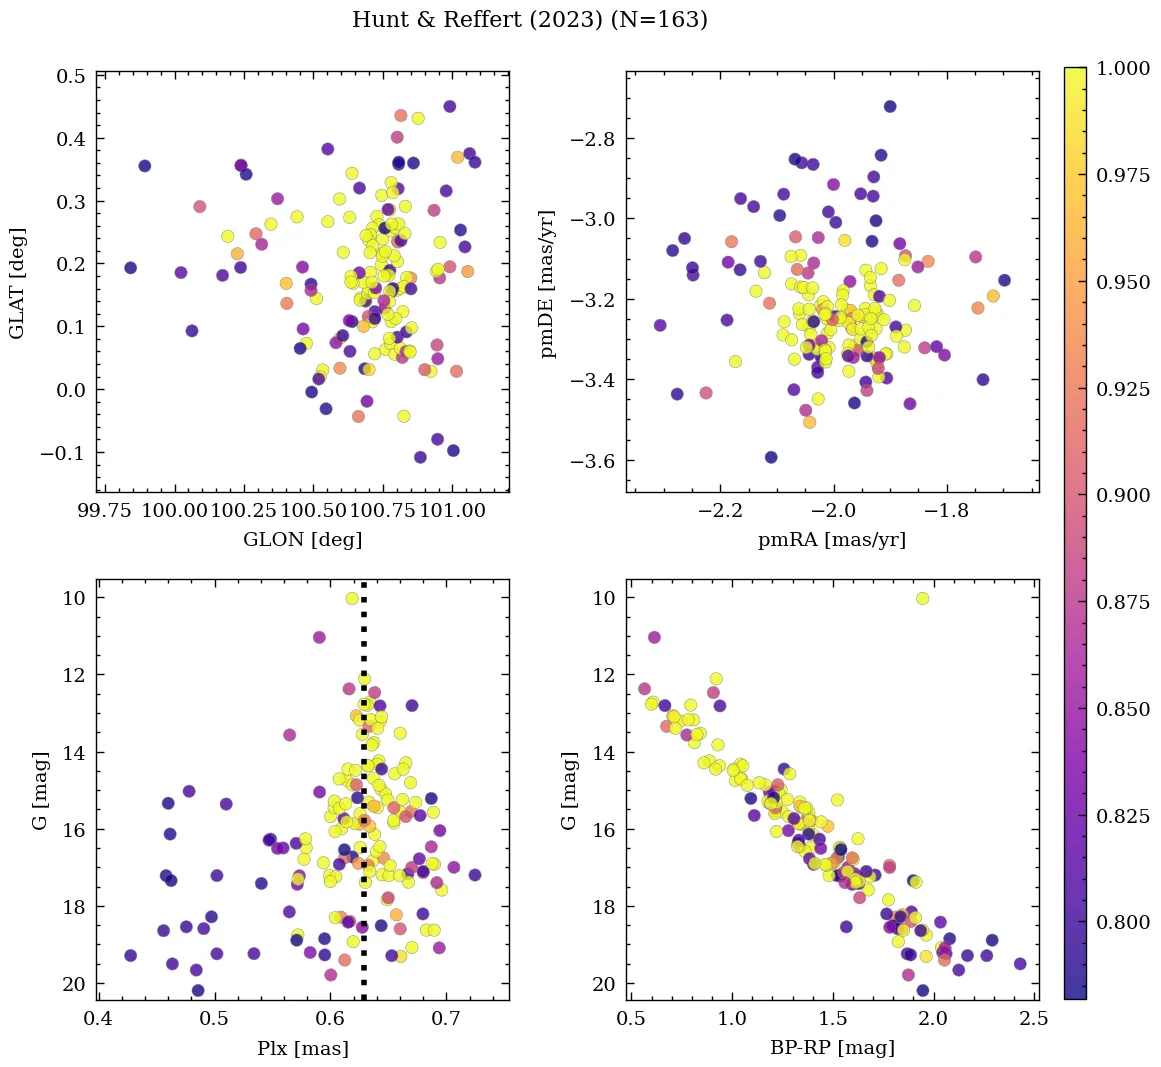 Hunt & Reffert (2023) (N=163)
0.5
0.4
0.3
0.2
0.1
0.0
−0.1
GLAT [deg]
99.75 100.00 100.25 100.50 100.75 101.00
GLON [deg]
−2.8
−3.0
−3.2
−3.4
−3.6
pmDE [mas/yr]
−2.2 −2.0 −1.8
pmRA [mas/yr]
10
12
14
16
18
20
G [mag]
0.4 0.5 0.6 0.7
Plx [mas]
10
12
14
16
18
20
G [mag]
0.5 1.0 1.5 2.0 2.5
BP-RP [mag]
1.000
0.975
0.950
0.925
0.900
0.875
0.850
0.825
0.800